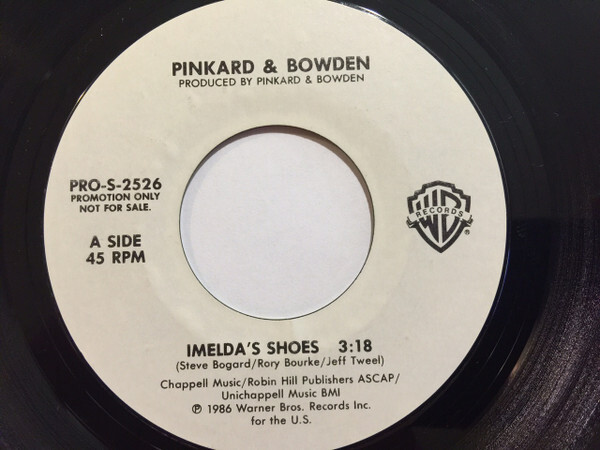 PINKARD & BOWDEN
PRODUCED BY PINKARD & BOWDEN
PRO-S-2526
PROMOTION ONLY
NOT FOR SALE.
A SIDE
45 RPM
WB
RECORDS
®
IMELDA'S SHOES 3:18
(Steve Bogard/Rory Bourke/Jeff Tweel)
Chappell Music/Robin Hill Publishers ASCAP/
Unichappell Music BMI
℗ 1986 Warner Bros. Records Inc.
for the U.S.